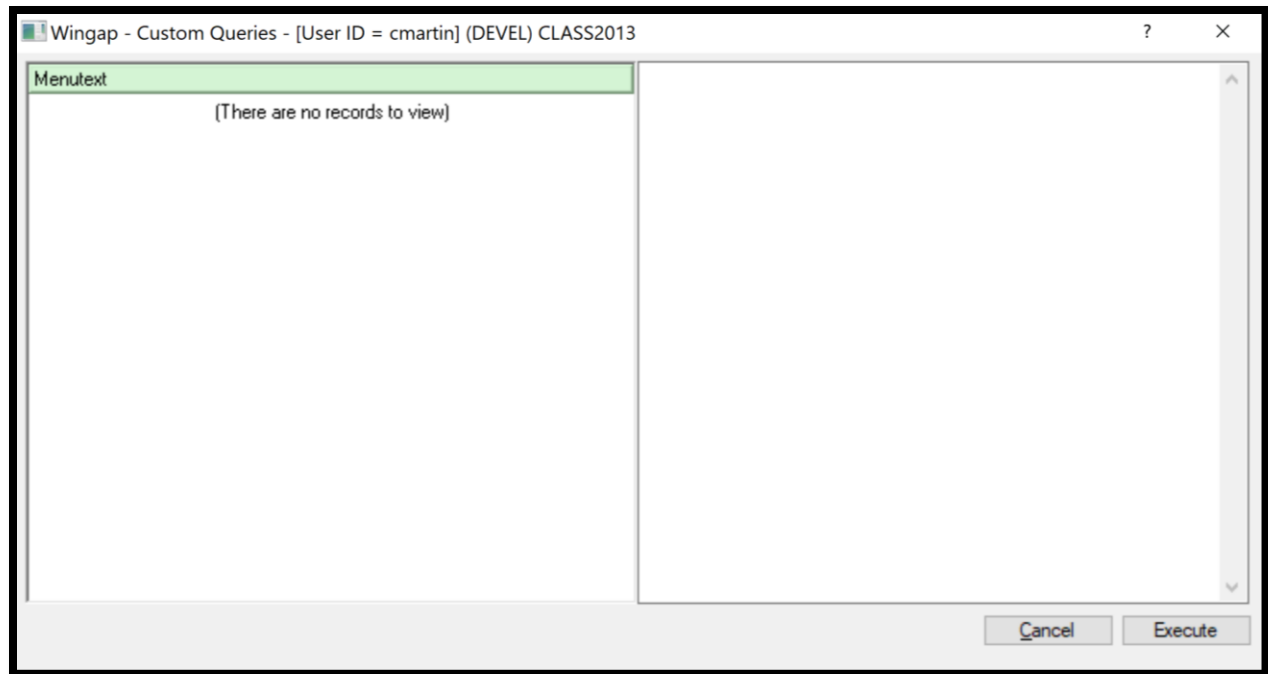 Wingap - Custom Queries - [User ID = cmartin] (DEVEL) CLASS2013
?
Menutext
(There are no records to view)
Cancel
Execute